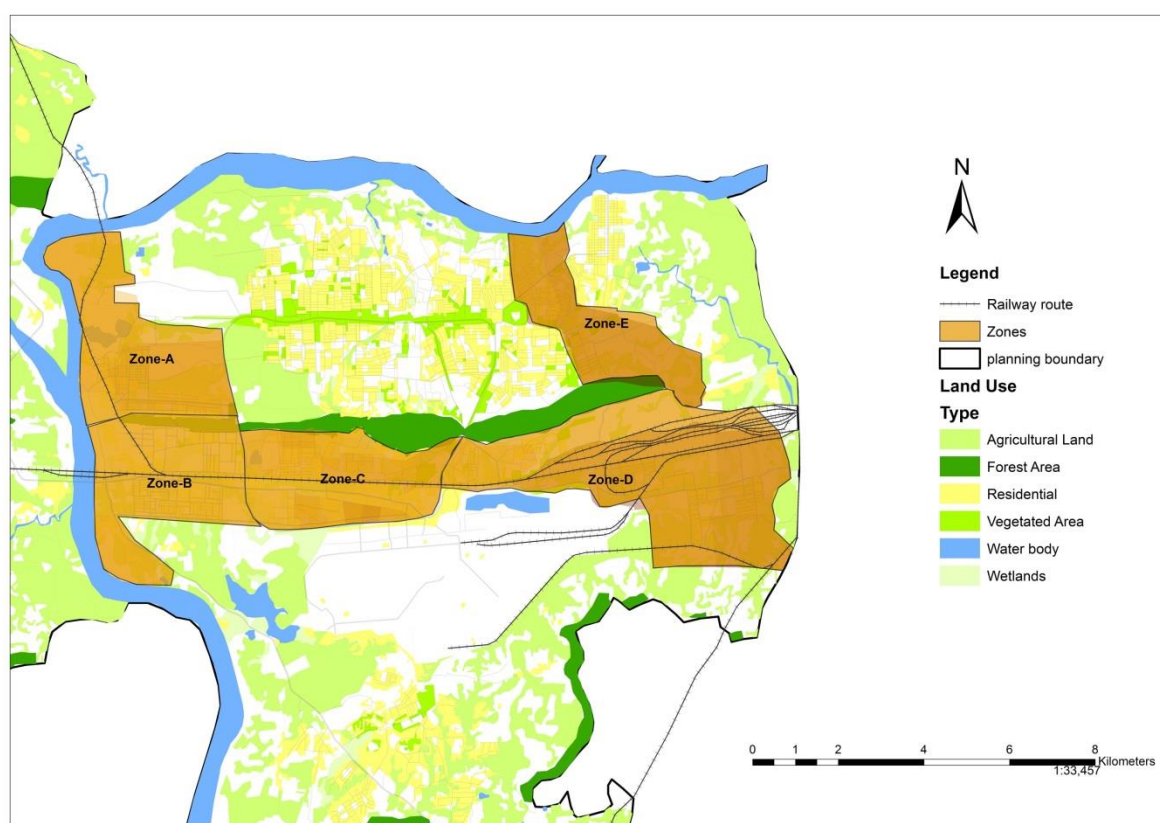 N
Legend
Railway route
Zones
planning boundary
Land Use
Type
Agricultural Land
Forest Area
Residential
Vegetated Area
Water body
Wetlands
Zone-E
Zone-A
Zone-C
Zone-B
Zone-D
0 1 2 4 6 8
Kilometers
1:33,457